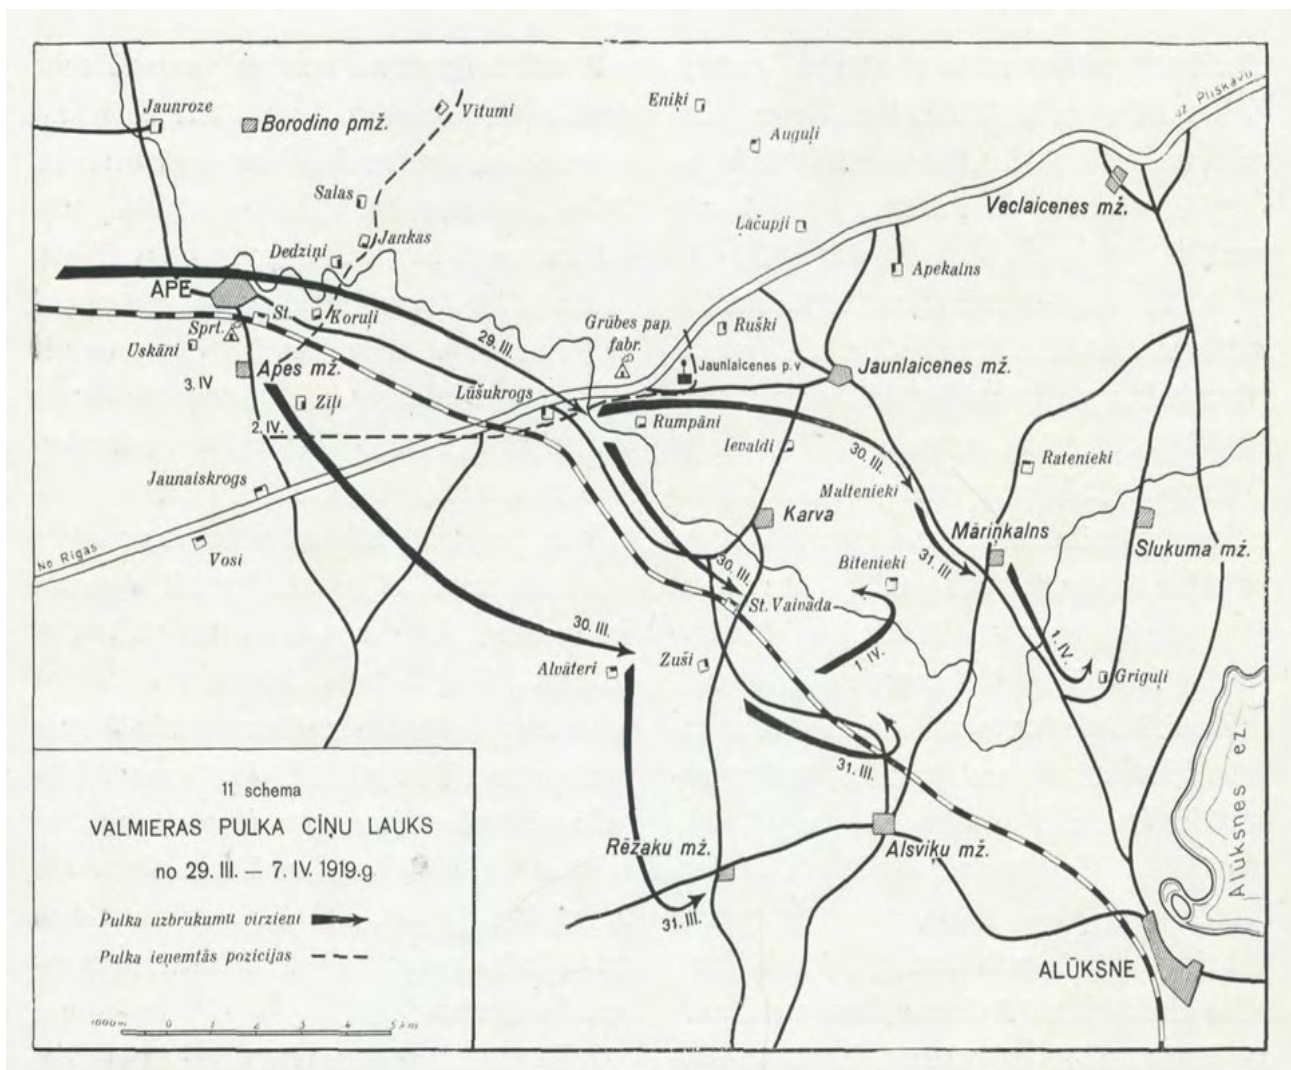 Jaunroze
Borodino pmž.
Vitumi
Eniķi
Auguļi
už. Pliskavu
Salas
Veclaicenes mž.
Jankas
Lačupji
Dedziņi
Apekalns
APE
St.
Koruļi
Sprt.
Uskāni
29. III.
Grūbes pap.
fabr.
Ruški
Apes mž.
Jaunlaicenes p.v
Jaunlaicenes mž.
3. IV
Ziļi
Lūšukrogs
2. IV.
Rumpāni
Ievaldi
30. III.
Ratenieki
Jaunaiskrogs
Maltenieki
Karva
Māriņkalns
Slukuma mž.
No Rīgas
Vosi
30. III.
Bitenieki
31. III
St. Vaivada
30. III.
Alvāteri
Zuši
1 IV.
1. IV.
Griguļi
31. III.
Alūksnes ez.
11. schema
VALMIERAS PULKA CĪŅU LAUKS
no 29. III. — 7. IV. 1919.g.
Pulka uzbrukumu virzieni
Pulka ieņemtās pozicijas
1000 m 0 1 2 3 4 5 km
Rēzaku mž.
Alsviku mž.
31. III.
ALŪKSNE